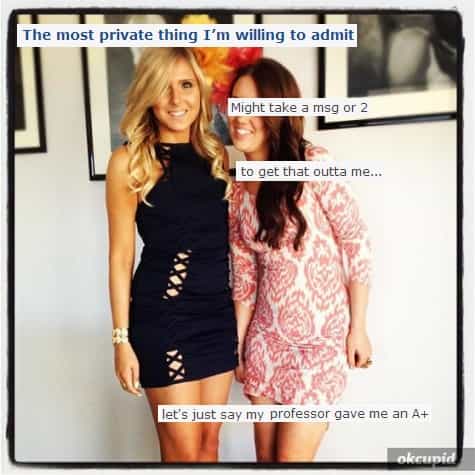 The most private thing I'm willing to admit
Might take a msg or 2
to get that outta me...
let's just say my professor gave me an A+
okcupid